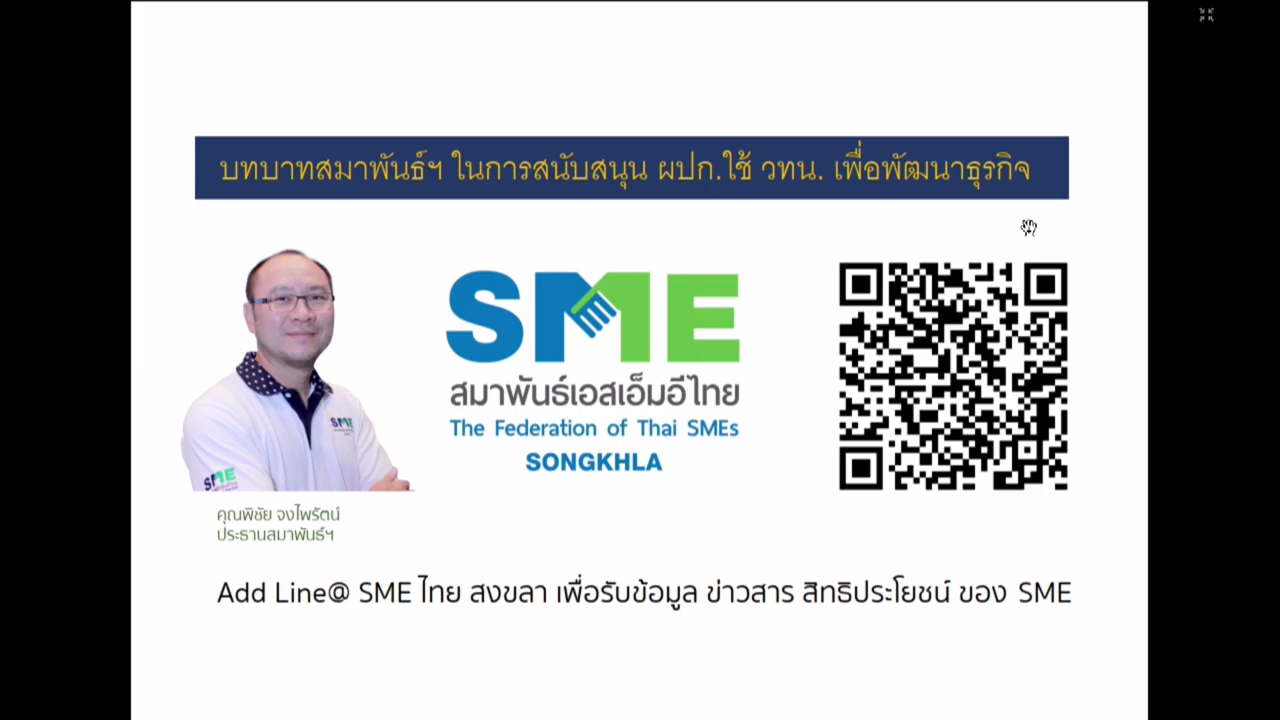 บทบาทสมาพันธ์ฯ ในการสนับสนุน ผปก.ใช้ วทน. เพื่อพัฒนาธุรกิจ
SME
สมาพันธ์เอสเอ็มอีไทย
The Federation of Thai SMEs
SONGKHLA
SME
SME
คุณพิชัย จงไพรัตน์
ประธานสมาพันธ์ฯ
Add Line@ SME ไทย สงขลา เพื่อรับข้อมูล ข่าวสาร สิทธิประโยชน์ ของ SME